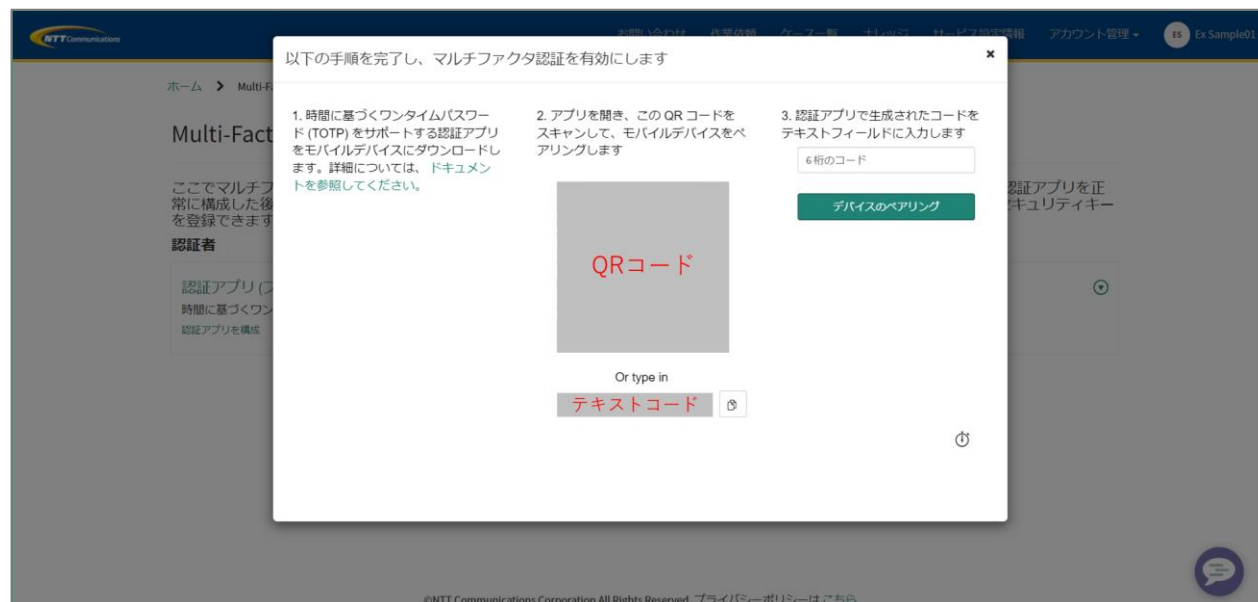 NTT Communications
お問い合わせ 作業依頼 ケース一覧 ナレッジ サービス設定情報 アカウント管理 ES Ex Sample01
以下の手順を完了し、マルチファクタ認証を有効にします
ホーム > Multi-F
Multi-Fact
1. 時間に基づくワンタイムパスワー
ド (TOTP) をサポートする認証アプリ
をモバイルデバイスにダウンロードし
ます。詳細については、 ドキュメン
トを参照してください。
2. アプリを開き、この QR コードを
スキャンして、モバイルデバイスをペ
アリングします
3. 認証アプリで生成されたコードを
テキストフィールドに入力します
6桁のコード
デバイスのペアリング
QRコード
Or type in
テキストコード
ここでマルチフ
常に構成した後
を登録できます
認証アプリを正
キュリティキー
認証者
認証アプリ (
時間に基づくワン
認証アプリを構成
©NTT Communications Corporation All Rights Reserved. プライバシーポリシーは こちら